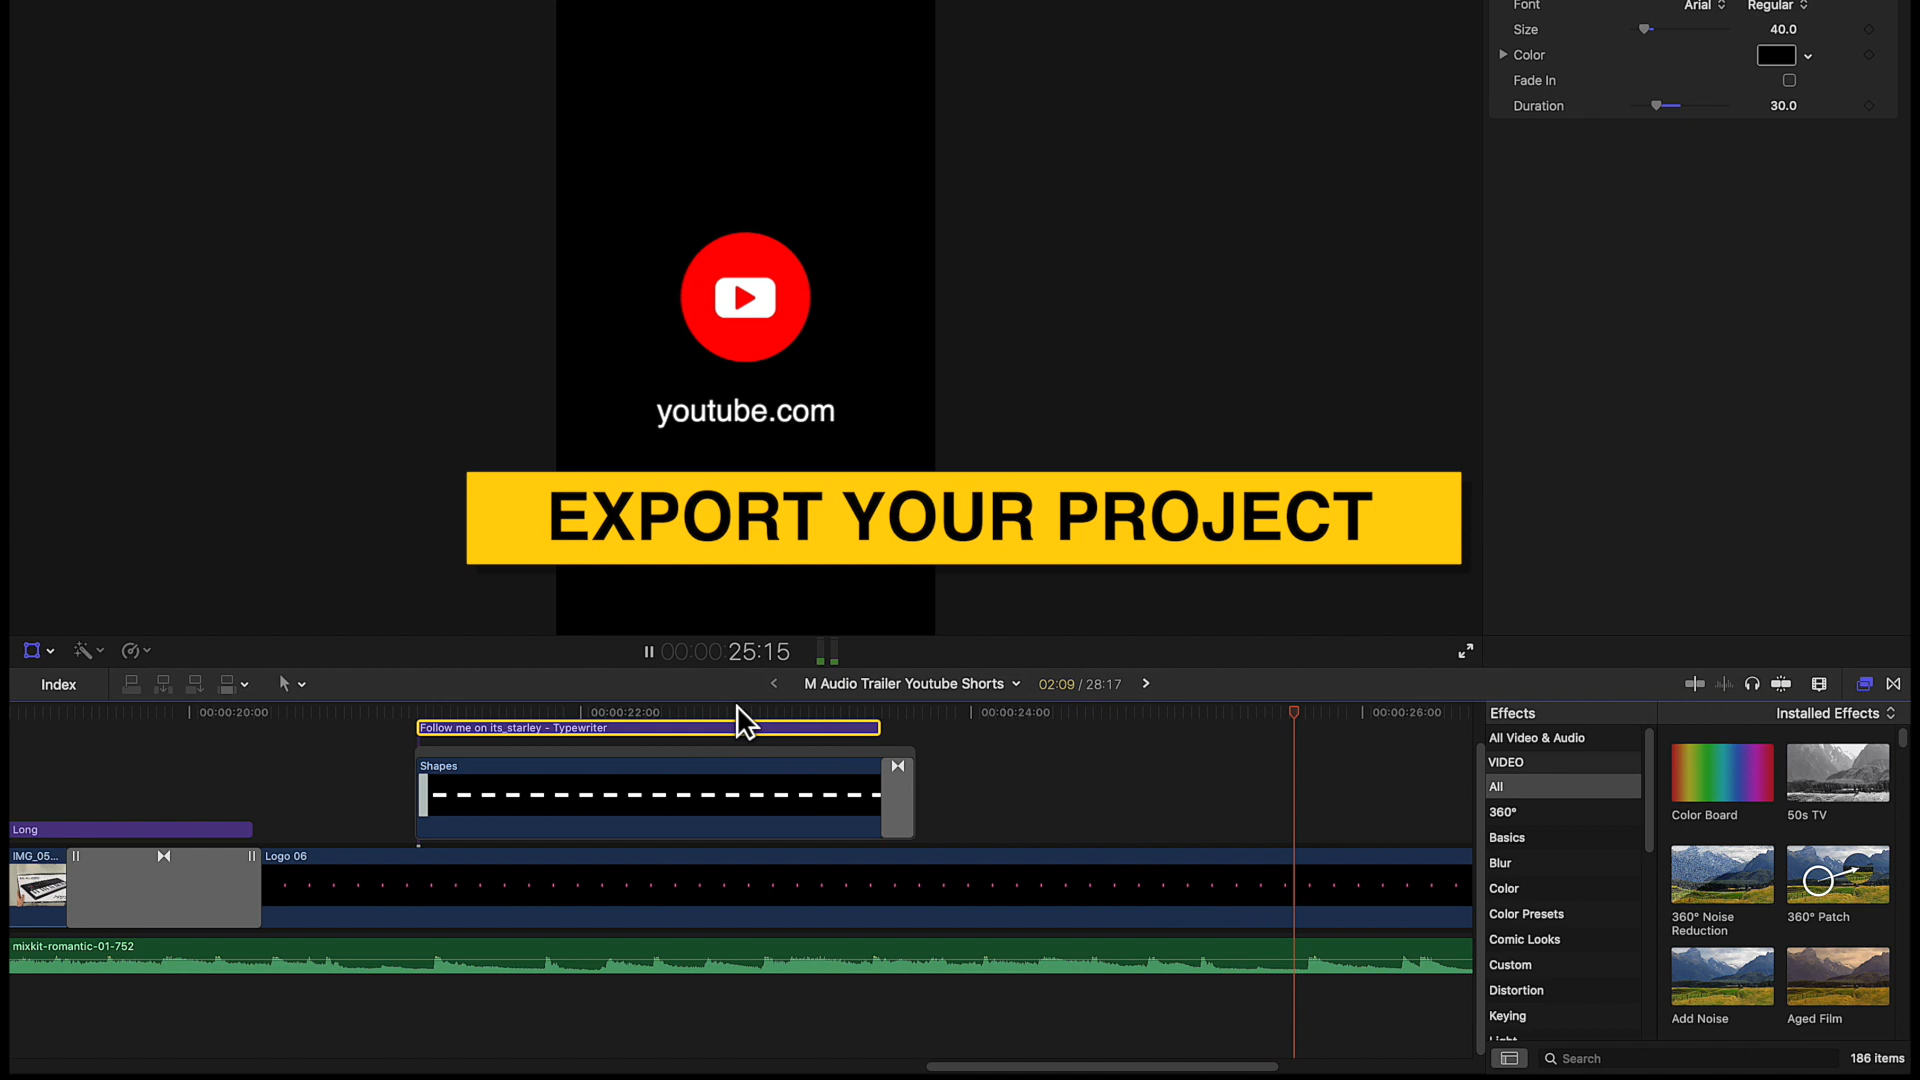 Font Arial Regular
Size 40.0
Color
Fade In
Duration 30.0
youtube.com
EXPORT YOUR PROJECT
00:00:00:25:15
Index
M Audio Trailer Youtube Shorts
02:09 / 28:17
00:00:20:00
00:00:22:00
00:00:24:00
00:00:26:00
Follow me on its_starley - Typewriter
Shapes
Long
IMG_05...
Logo 06
mixkit-romantic-01-752
Effects
Installed Effects
All Video & Audio
VIDEO
All
360°
Basics
Blur
Color
Color Presets
Comic Looks
Custom
Distortion
Keying
Light
Color Board
50s TV
360° Noise
Reduction
360° Patch
Add Noise
Aged Film
Search
186 items